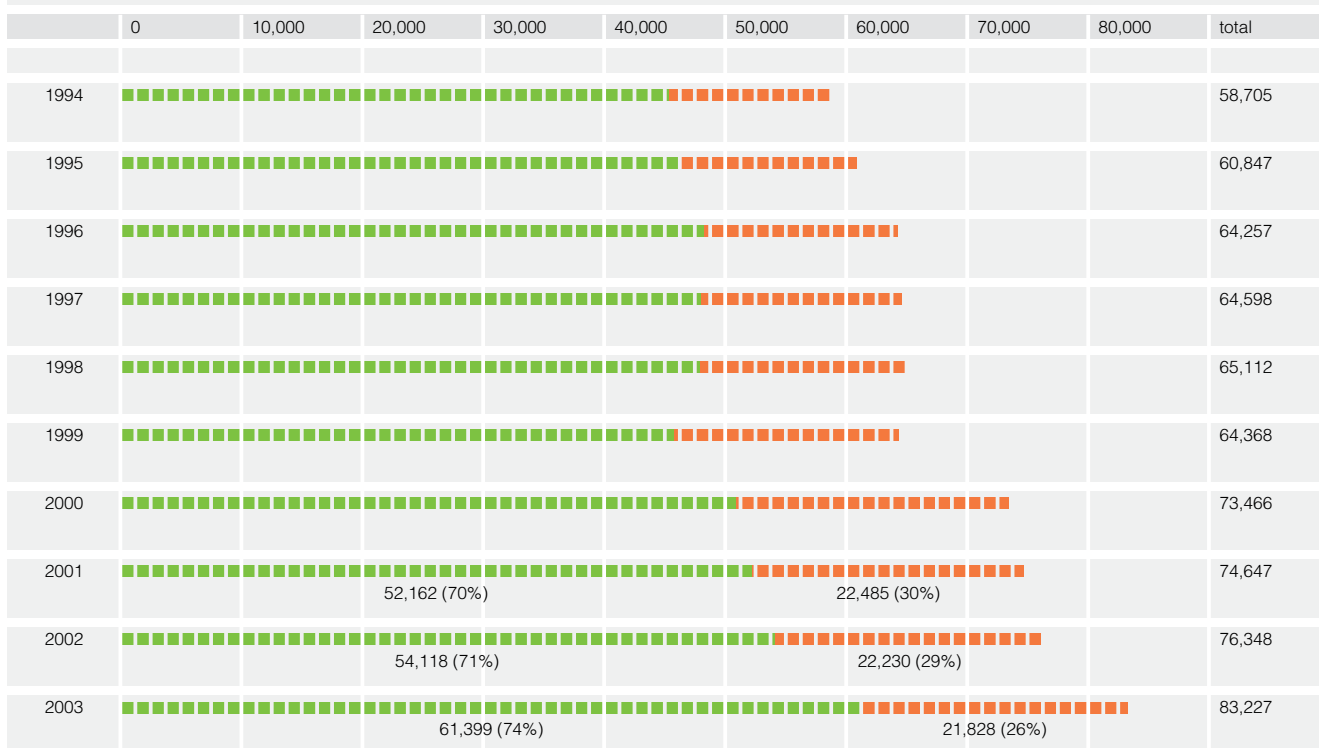 0 10,000 20,000 30,000 40,000 50,000 60,000 70,000 80,000 total
1994 58,705
1995 60,847
1996 64,257
1997 64,598
1998 65,112
1999 64,368
2000 73,466
2001 74,647
52,162 (70%) 22,485 (30%)
2002 76,348
54,118 (71%) 22,230 (29%)
2003 83,227
61,399 (74%) 21,828 (26%)